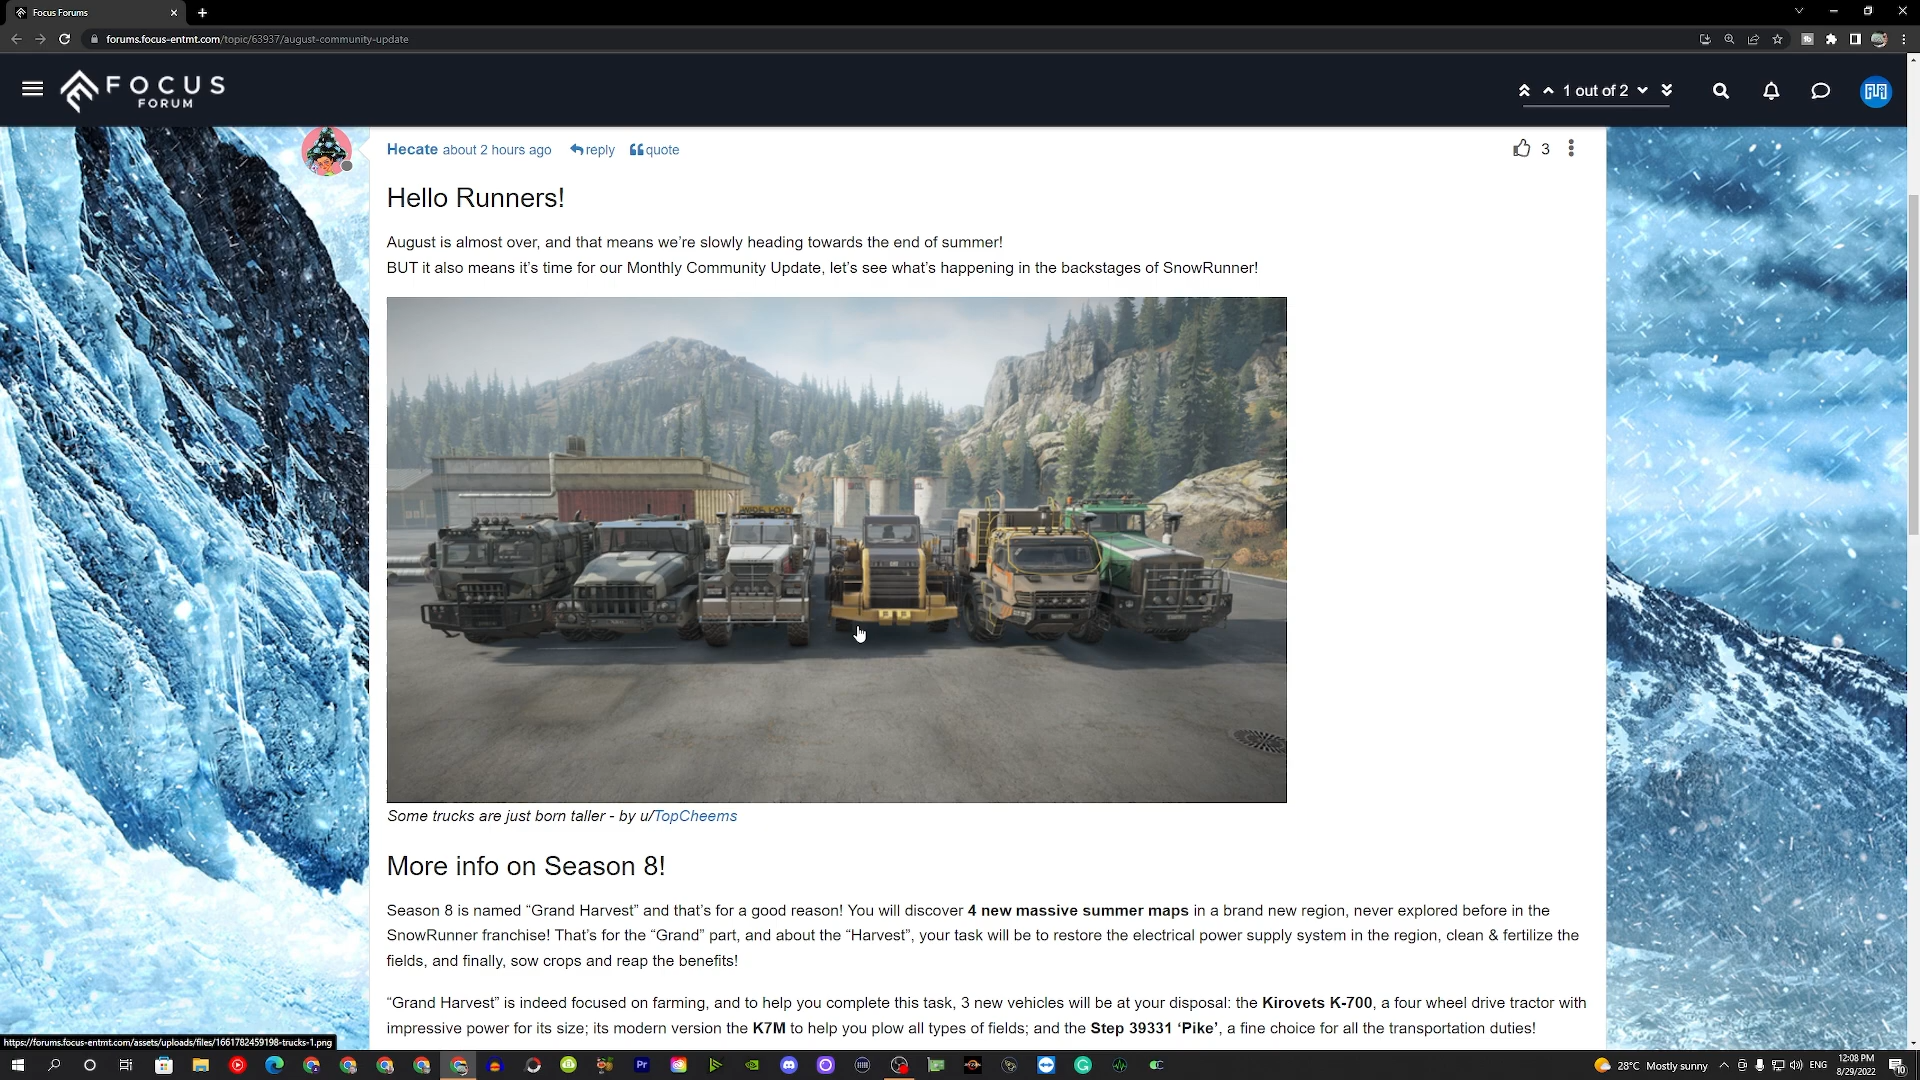 Focus Forums
forums.focus-entmt.com/topic/63937/august-community-update
FOCUS
FORUM
1 out of 2
Hecate about 2 hours ago reply quote
3
Hello Runners!
August is almost over, and that means we’re slowly heading towards the end of summer!
BUT it also means it’s time for our Monthly Community Update, let’s see what’s happening in the backstages of SnowRunner!
WIDE LOAD
Some trucks are just born taller - by u/TopCheems
More info on Season 8!
Season 8 is named “Grand Harvest” and that’s for a good reason! You will discover 4 new massive summer maps in a brand new region, never explored before in the
SnowRunner franchise! That’s for the “Grand” part, and about the “Harvest”, your task will be to restore the electrical power supply system in the region, clean & fertilize the
fields, and finally, sow crops and reap the benefits!
“Grand Harvest” is indeed focused on farming, and to help you complete this task, 3 new vehicles will be at your disposal: the Kirovets K-700, a four wheel drive tractor with
impressive power for its size; its modern version the K7M to help you plow all types of fields; and the Step 39331 ‘Pike’, a fine choice for all the transportation duties!
https://forums.focus-entmt.com/assets/uploads/files/1661782459198-trucks-1.png
Pr
28°C Mostly sunny
ENG
12:08 PM
8/29/2022
10